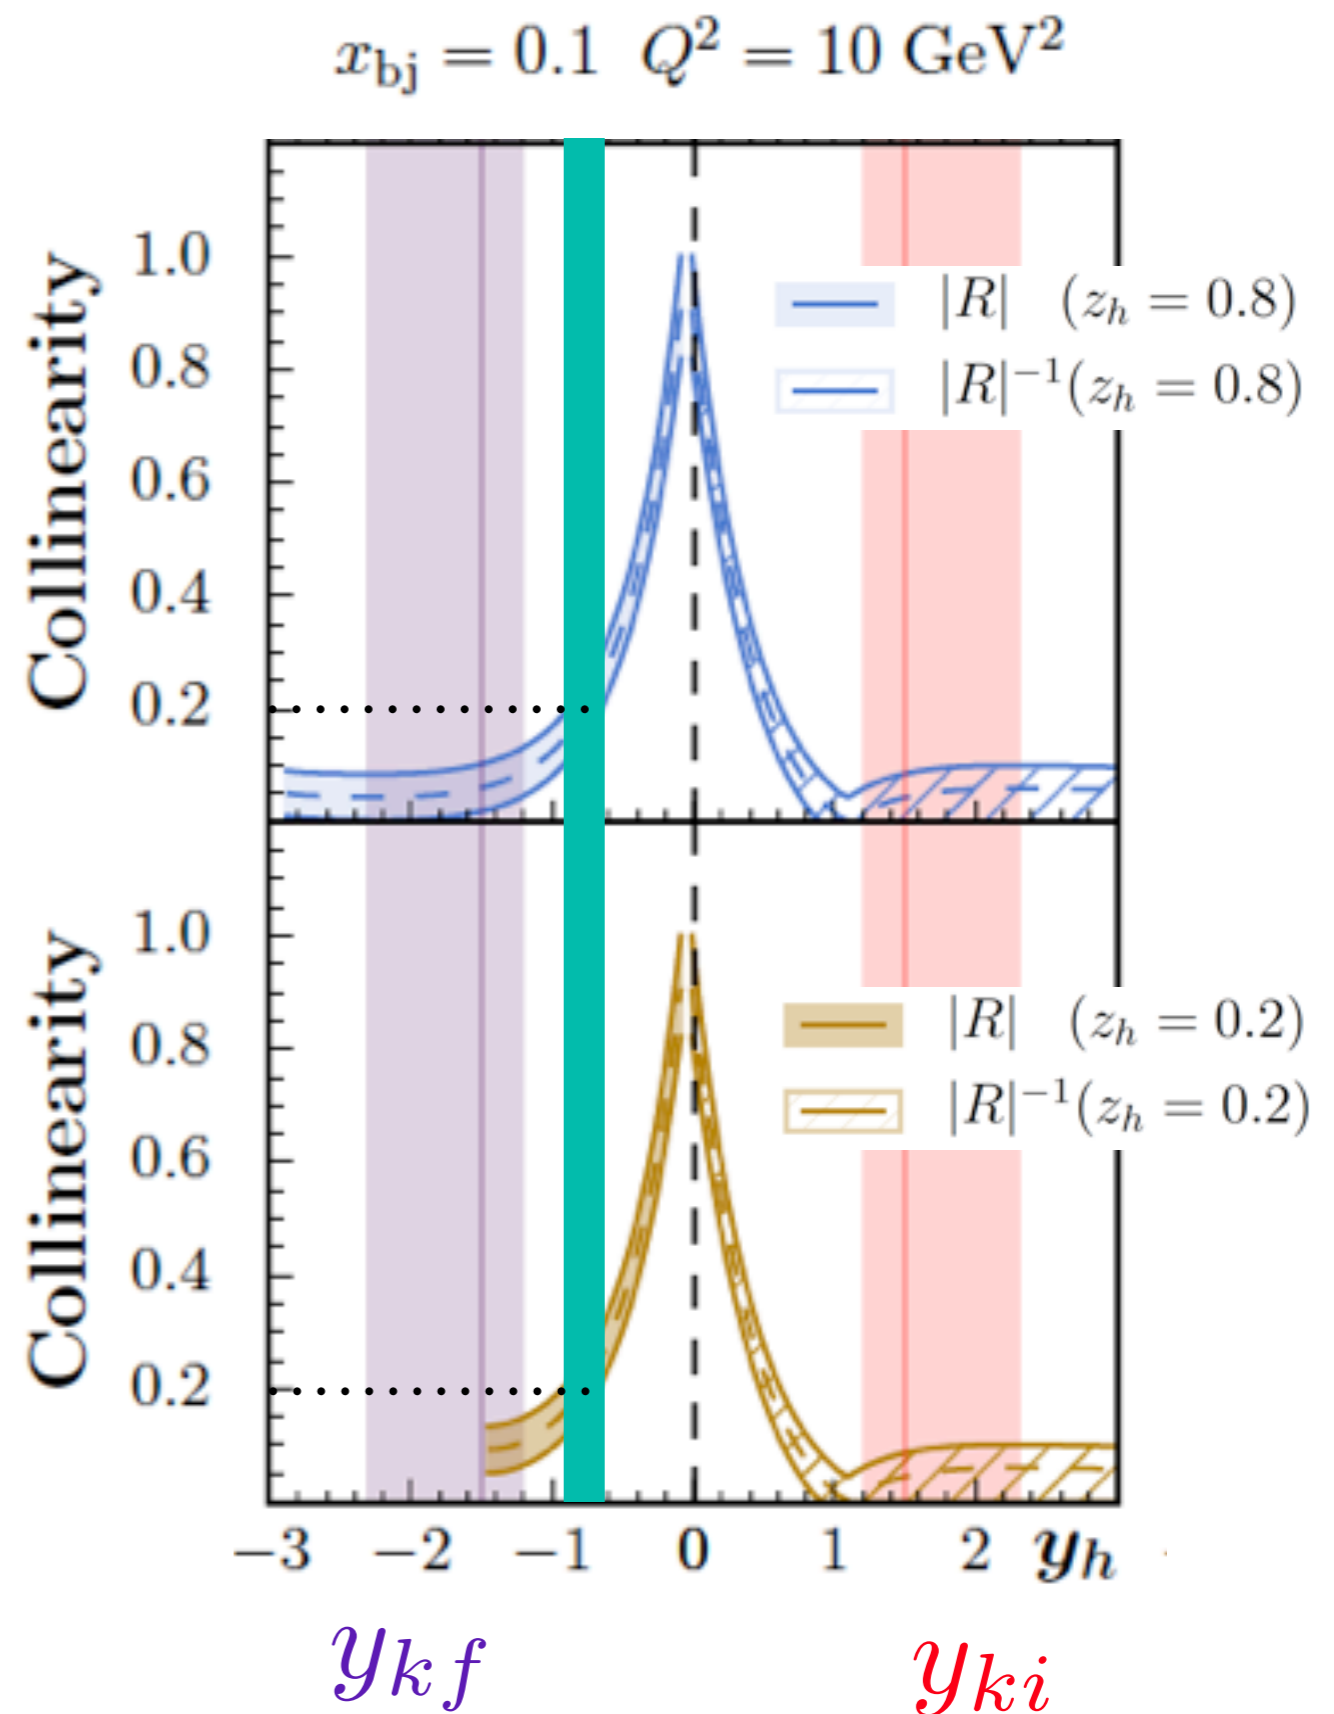 x_bj = 0.1 Q² = 10 GeV²
Collinearity
1.0
0.8
0.6
0.4
0.2
|R| (z_h = 0.8)
|R|⁻¹(z_h = 0.8)
Collinearity
1.0
0.8
0.6
0.4
0.2
|R| (z_h = 0.2)
|R|⁻¹(z_h = 0.2)
−3 −2 −1 0 1 2 y_h
y_kf y_ki